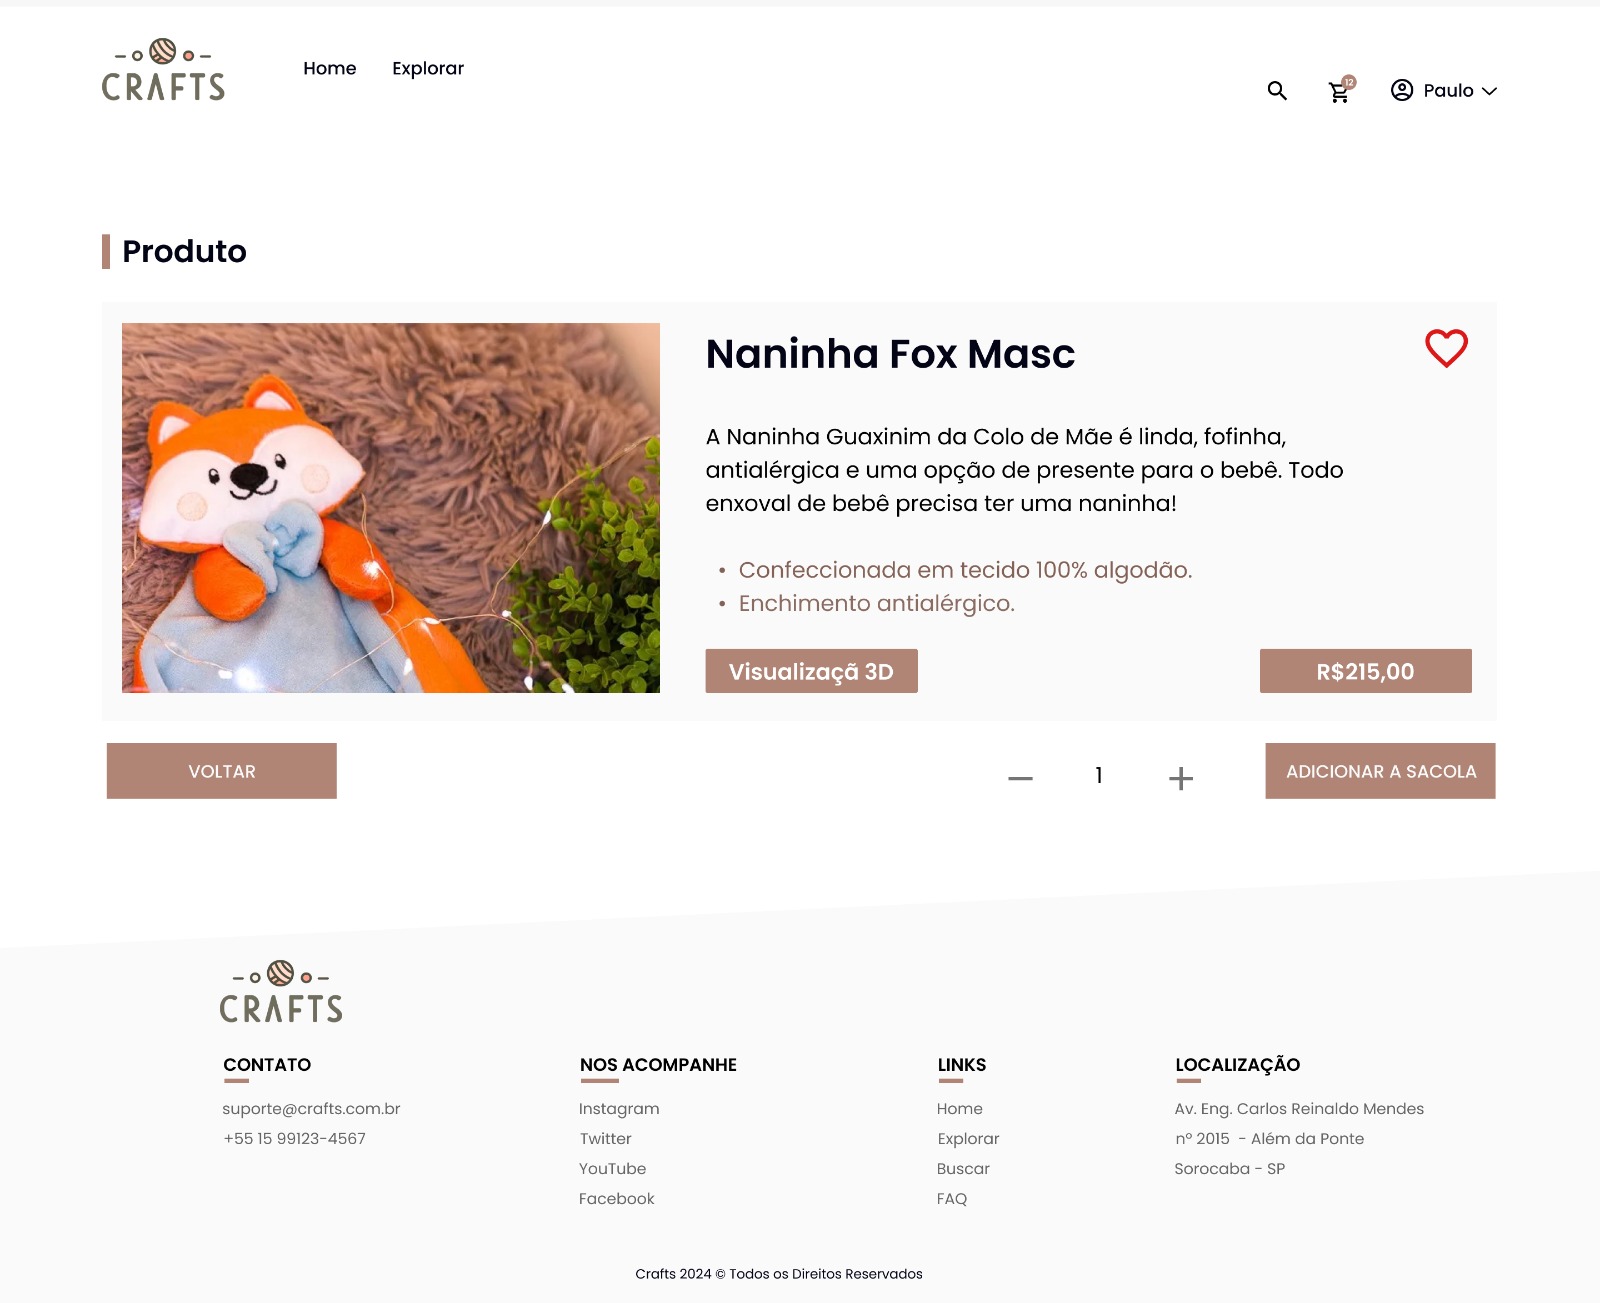 CRAFTS
Home Explorar
12
Paulo
Produto
Naninha Fox Masc
A Naninha Guaxinim da Colo de Mãe é linda, fofinha,
antialérgica e uma opção de presente para o bebê. Todo
enxoval de bebê precisa ter uma naninha!
• Confeccionada em tecido 100% algodão.
• Enchimento antialérgico.
Visualizaçã 3D
R$215,00
VOLTAR
1
ADICIONAR A SACOLA
CRAFTS
CONTATO
suporte@crafts.com.br
+55 15 99123-4567
NOS ACOMPANHE
Instagram
Twitter
YouTube
Facebook
LINKS
Home
Explorar
Buscar
FAQ
LOCALIZAÇÃO
Av. Eng. Carlos Reinaldo Mendes
nº 2015 - Além da Ponte
Sorocaba - SP
Crafts 2024 © Todos os Direitos Reservados